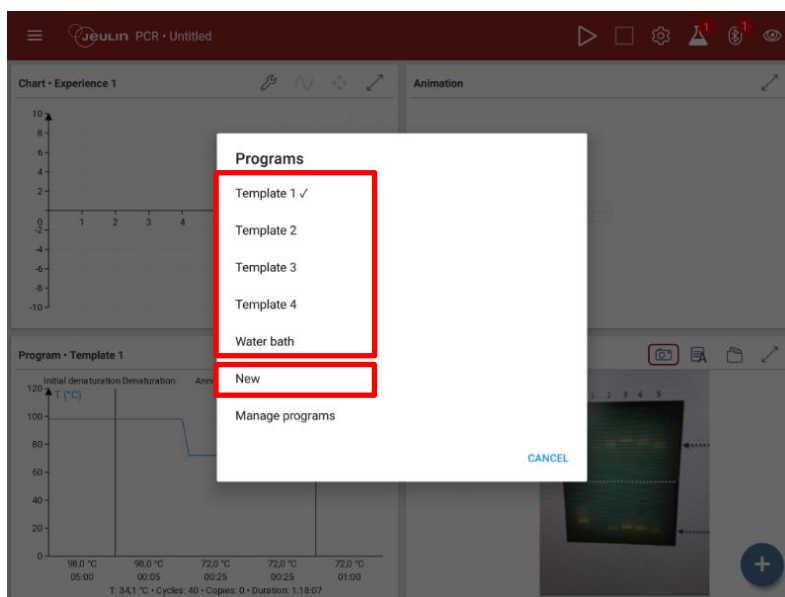 Jeulin PCR • Untitled
1
1
Chart • Experience 1
Animation
10
8
6
4
2
0
1 2 3 4
-2
-4
-6
-8
-10
Programs
Template 1 ✓
Template 2
Template 3
Template 4
Water bath
New
Manage programs
CANCEL
Program • Template 1
Initial denaturation Denaturation
T (°C)
120
100
80
60
40
20
0
98,0 °C 98,0 °C 72,0 °C 72,0 °C 72,0 °C
05:00 00:05 00:25 00:25 01:00
T: 34,1 °C • Cycles: 40 • Copies: 0 • Duration: 1:18:07
1 2 3 4 5
+